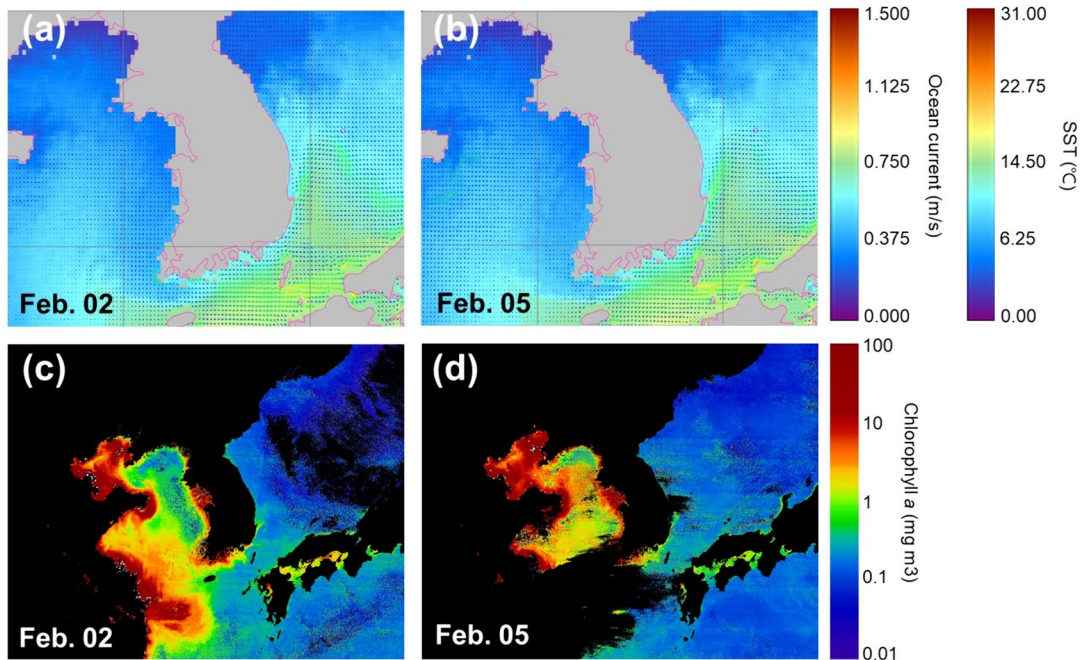 (a)
Feb. 02
(b)
Feb. 05
1.500
1.125
0.750
0.375
0.000
Ocean current (m/s)
31.00
22.75
14.50
6.25
0.00
SST (°C)
(c)
Feb. 02
(d)
Feb. 05
100
10
1
0.1
0.01
Chlorophyll a (mg m3)